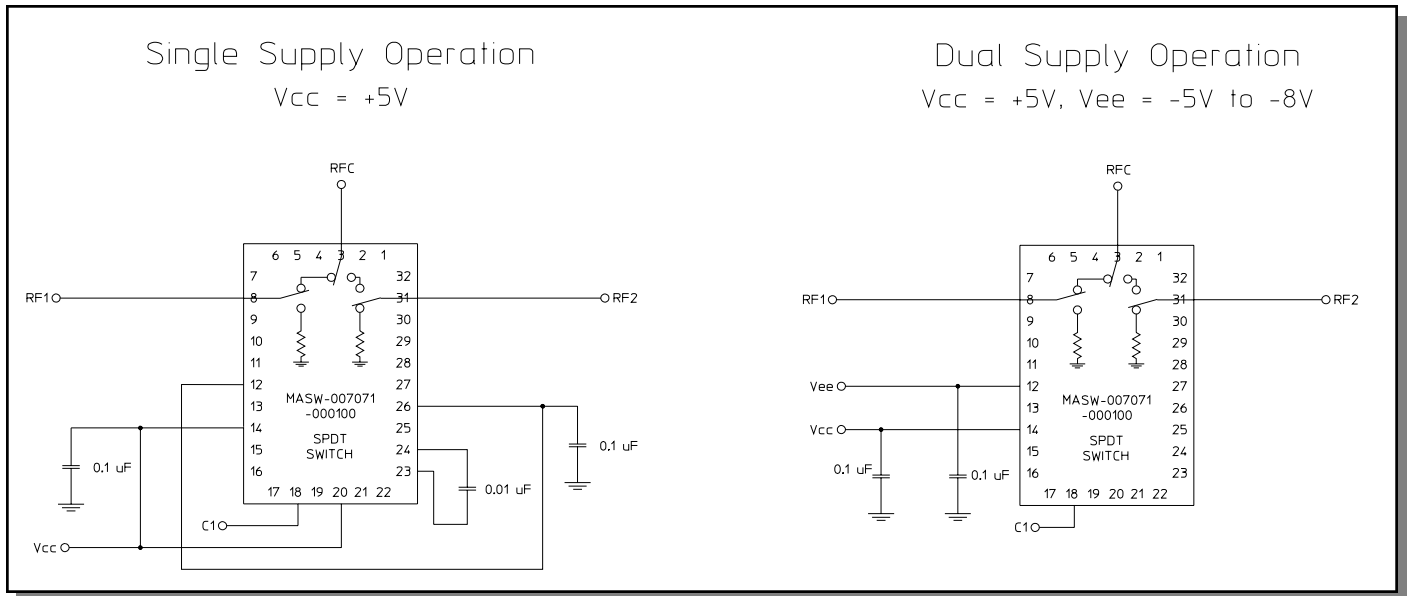 Single Supply Operation
Vcc = +5V
RFC
6 5 4 3 2 1
7 32
RF1 8 31 RF2
9 30
10 29
11 28
12 27
13 MASW-007071 26
-000100
14 25
15 SPDT 24
SWITCH
16 23
17 18 19 20 21 22
0.1 uF
0.1 uF
0.01 uF
C1
Vcc
Dual Supply Operation
Vcc = +5V, Vee = -5V to -8V
RFC
6 5 4 3 2 1
7 32
RF1 8 31 RF2
9 30
10 29
11 28
Vee 12 27
13 MASW-007071 26
-000100
Vcc 14 25
15 SPDT 24
SWITCH
16 23
0.1 uF
0.1 uF
17 18 19 20 21 22
C1